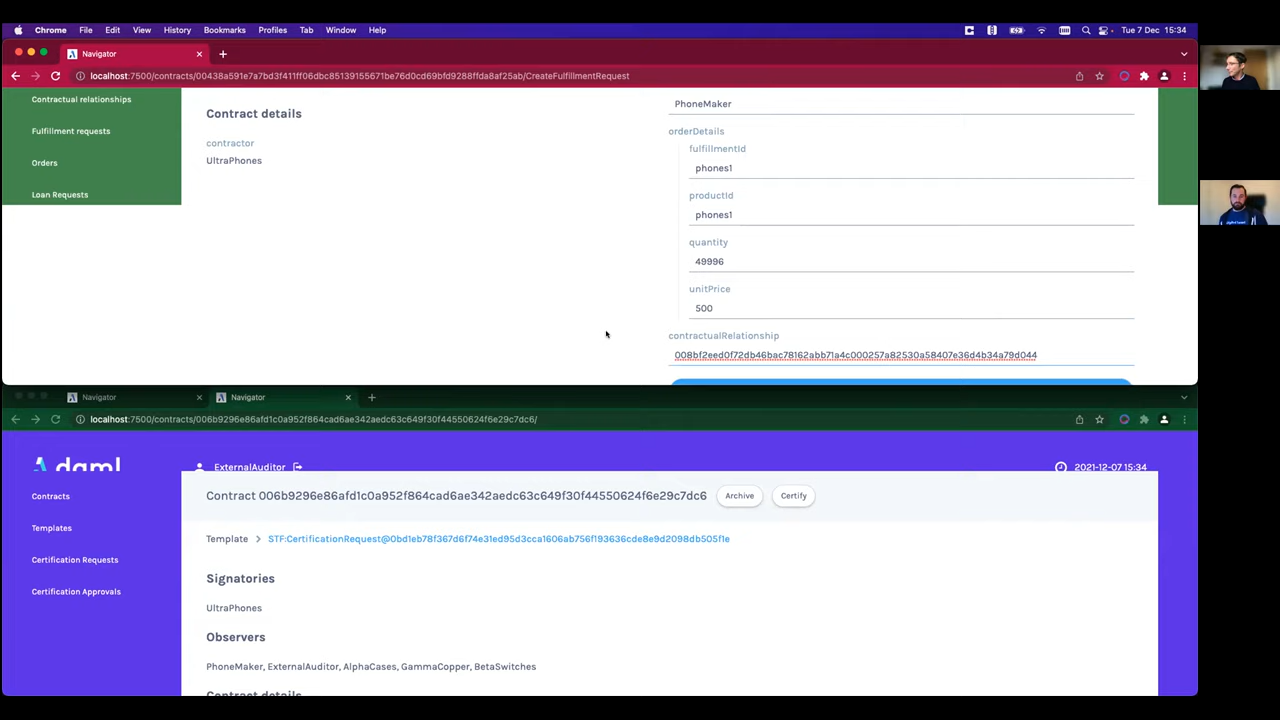 Chrome File Edit View History Bookmarks Profiles Tab Window Help Tue 7 Dec 15:34
Navigator
localhost:7500/contracts/00438a591e7a7bd3f411ff06dbc85139155671be76d0cd69bfd9288ffda8af25ab/CreateFulfillmentRequest
Contractual relationships
Fulfillment requests
Orders
Loan Requests
Contract details
contractor
UltraPhones
PhoneMaker
orderDetails
fulfillmentId
phones1
productId
phones1
quantity
49996
unitPrice
500
contractualRelationship
008bf2eed0f72db46bac78162abb71a4c000257a82530a58407e36d4b34a79d044
Navigator Navigator
localhost:7500/contracts/006b9296e86afd1c0a952f864cad6ae342aedc63c649f30f44550624f6e29c7dc6/
Daml
ExternalAuditor
2021-12-07 15:34
Contracts
Templates
Certification Requests
Certification Approvals
Contract 006b9296e86afd1c0a952f864cad6ae342aedc63c649f30f44550624f6e29c7dc6 Archive Certify
Template > STF:CertificationRequest@0bd1eb78f367d6f74e31ed95d3cca1606ab756f193636cde8e9d2098db505f1e
Signatories
UltraPhones
Observers
PhoneMaker, ExternalAuditor, AlphaCases, GammaCopper, BetaSwitches
Contract details